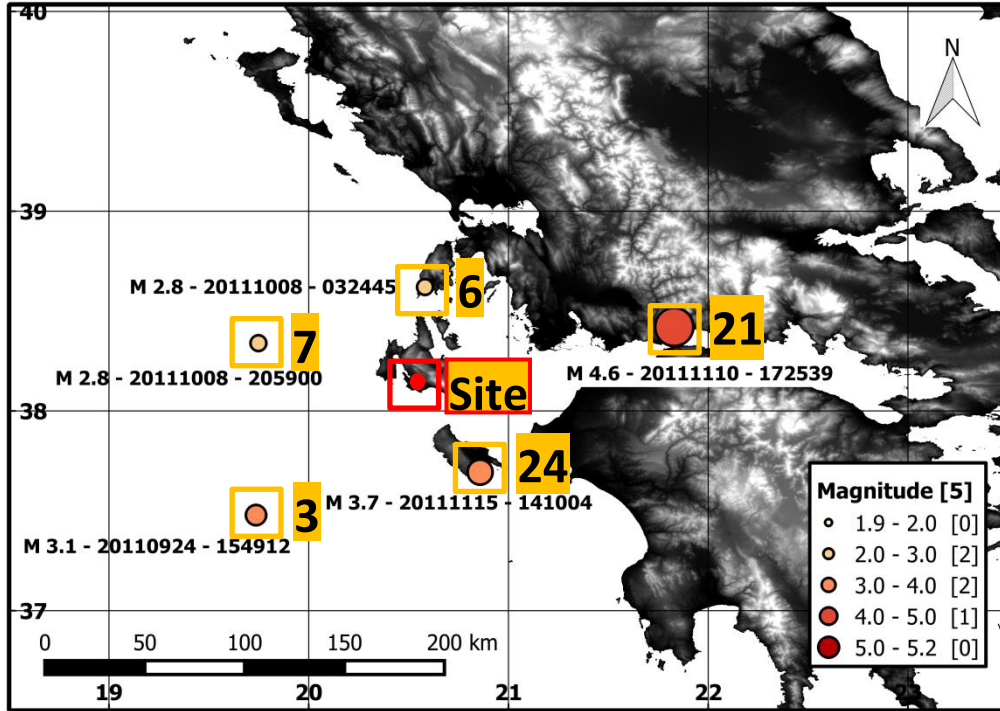 40
N
39
M 2.8 - 20111008 - 032445
6
7
21
M 2.8 - 20111008 - 205900
M 4.6 - 20111110 - 172539
Site
38
24
M 3.7 - 20111115 - 141004
3
M 3.1 - 20110924 - 154912
Magnitude [5]
1.9 - 2.0 [0]
2.0 - 3.0 [2]
3.0 - 4.0 [2]
4.0 - 5.0 [1]
5.0 - 5.2 [0]
37
0 50 100 150 200 km
19 20 21 22 23